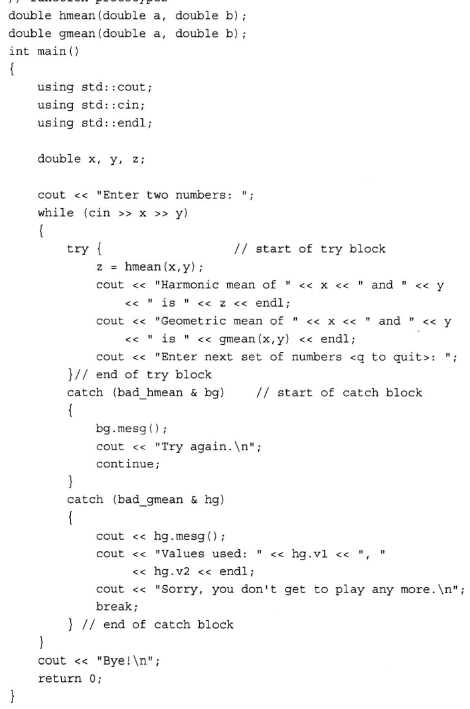 // function prototypes
double hmean(double a, double b);
double gmean(double a, double b);
int main()
{
    using std::cout;
    using std::cin;
    using std::endl;

    double x, y, z;

    cout << "Enter two numbers: ";
    while (cin >> x >> y)
    {
        try {                  // start of try block
            z = hmean(x,y);
            cout << "Harmonic mean of " << x << " and " << y
                << " is " << z << endl;
            cout << "Geometric mean of " << x << " and " << y
                << " is " << gmean(x,y) << endl;
            cout << "Enter next set of numbers <q to quit>: ";
        }// end of try block
        catch (bad_hmean & bg)    // start of catch block
        {
            bg.mesg();
            cout << "Try again.\n";
            continue;
        }
        catch (bad_gmean & hg)
        {
            cout << hg.mesg();
            cout << "Values used: " << hg.v1 << ", "
                 << hg.v2 << endl;
            cout << "Sorry, you don't get to play any more.\n";
            break;
        } // end of catch block
    }
    cout << "Bye!\n";
    return 0;
}